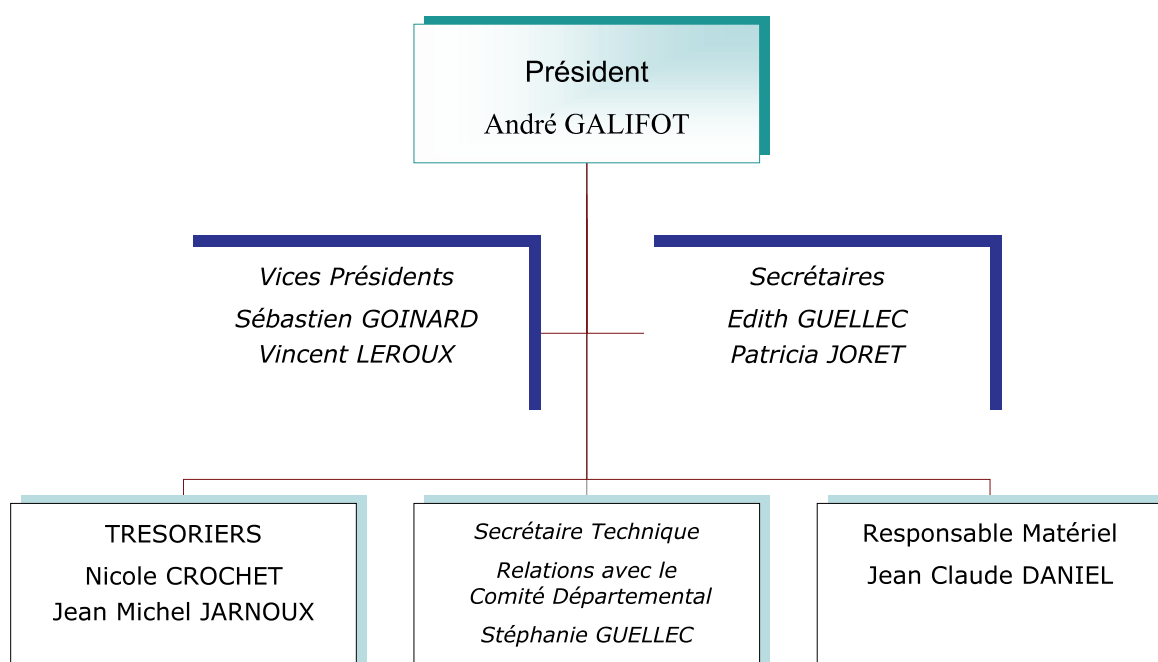 Président
André GALIFOT
Vices Présidents
Sébastien GOINARD
Vincent LEROUX
Secrétaires
Edith GUELLEC
Patricia JORET
TRESORIERS
Nicole CROCHET
Jean Michel JARNOUX
Secrétaire Technique
Relations avec le
Comité Départemental
Stéphanie GUELLEC
Responsable Matériel
Jean Claude DANIEL